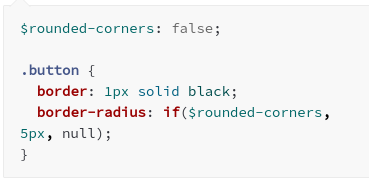 $rounded-corners: false;
.button {
border: 1px solid black;
border-radius: if($rounded-corners,
5px, null);
}